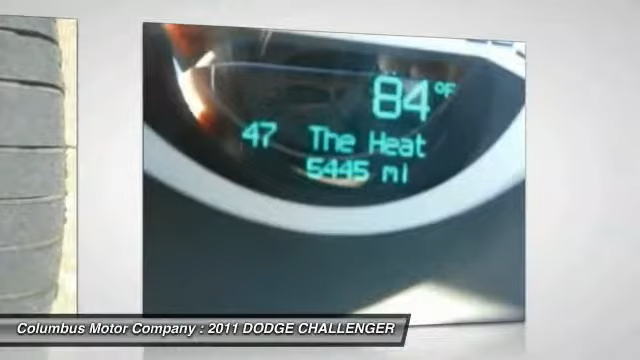 84°F
47 The Heat
5445 mi
Columbus Motor Company : 2011 DODGE CHALLENGER